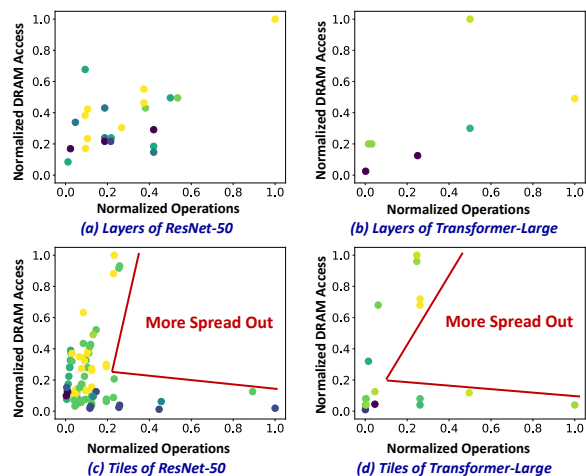 Normalized DRAM Access
1.0
0.8
0.6
0.4
0.2
0.0
0.0 0.2 0.4 0.6 0.8 1.0
Normalized Operations
(a) Layers of ResNet-50
Normalized DRAM Access
1.0
0.8
0.6
0.4
0.2
0.0
0.0 0.2 0.4 0.6 0.8 1.0
Normalized Operations
(b) Layers of Transformer-Large
Normalized DRAM Access
1.0
0.8
0.6
0.4
0.2
0.0
More Spread Out
0.0 0.2 0.4 0.6 0.8 1.0
Normalized Operations
(c) Tiles of ResNet-50
Normalized DRAM Access
1.0
0.8
0.6
0.4
0.2
0.0
More Spread Out
0.0 0.2 0.4 0.6 0.8 1.0
Normalized Operations
(d) Tiles of Transformer-Large